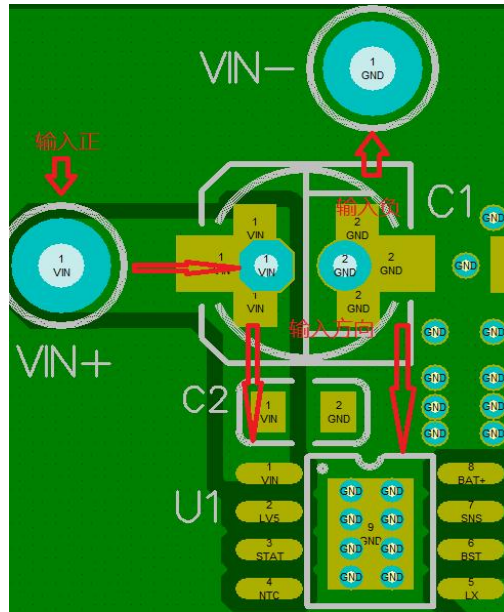 VIN-
1
GND
输入正
C1
输入负
1
VIN
2
GND
1
VIN
1
VIN
1
VIN
2
GND
2
GND
GND
1
VIN
2
GND
输入方向
VIN+
GND
GND
GND
GND
C2
1
VIN
2
GND
GND
GND
GND
GND
U1
1
VIN
2
LV5
3
STAT
4
NTC
GND
GND
GND
GND
9
GND
GND
GND
GND
GND
8
BAT+
7
SNS
6
BST
5
LX